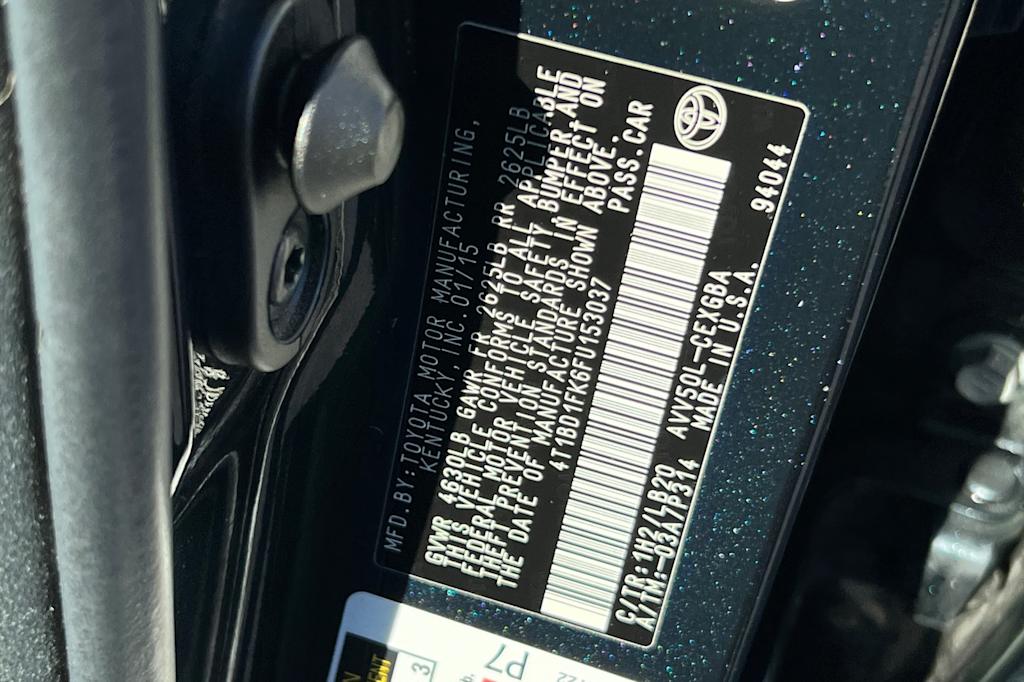 MFD.BY:TOYOTA MOTOR MANUFACTURING,
KENTUCKY,INC.01/15
GVWR 4630LB GAWR FR 2625LB RR 2625LB
THIS VEHICLE CONFORMS TO ALL APPLICABLE
FEDERAL MOTOR VEHICLE SAFETY BUMPER,AND
THEFT PREVENTION STANDARDS IN EFFECT ON
THE DATE OF MANUFACTURE SHOWN ABOVE.
4T1BD1FK6FU153037 PASS.CAR
C/TR:1H2/LB20 AVV50L-CEXGBA
A/TM:-03A7P314 MADE IN U.S.A. 94044
3
P7